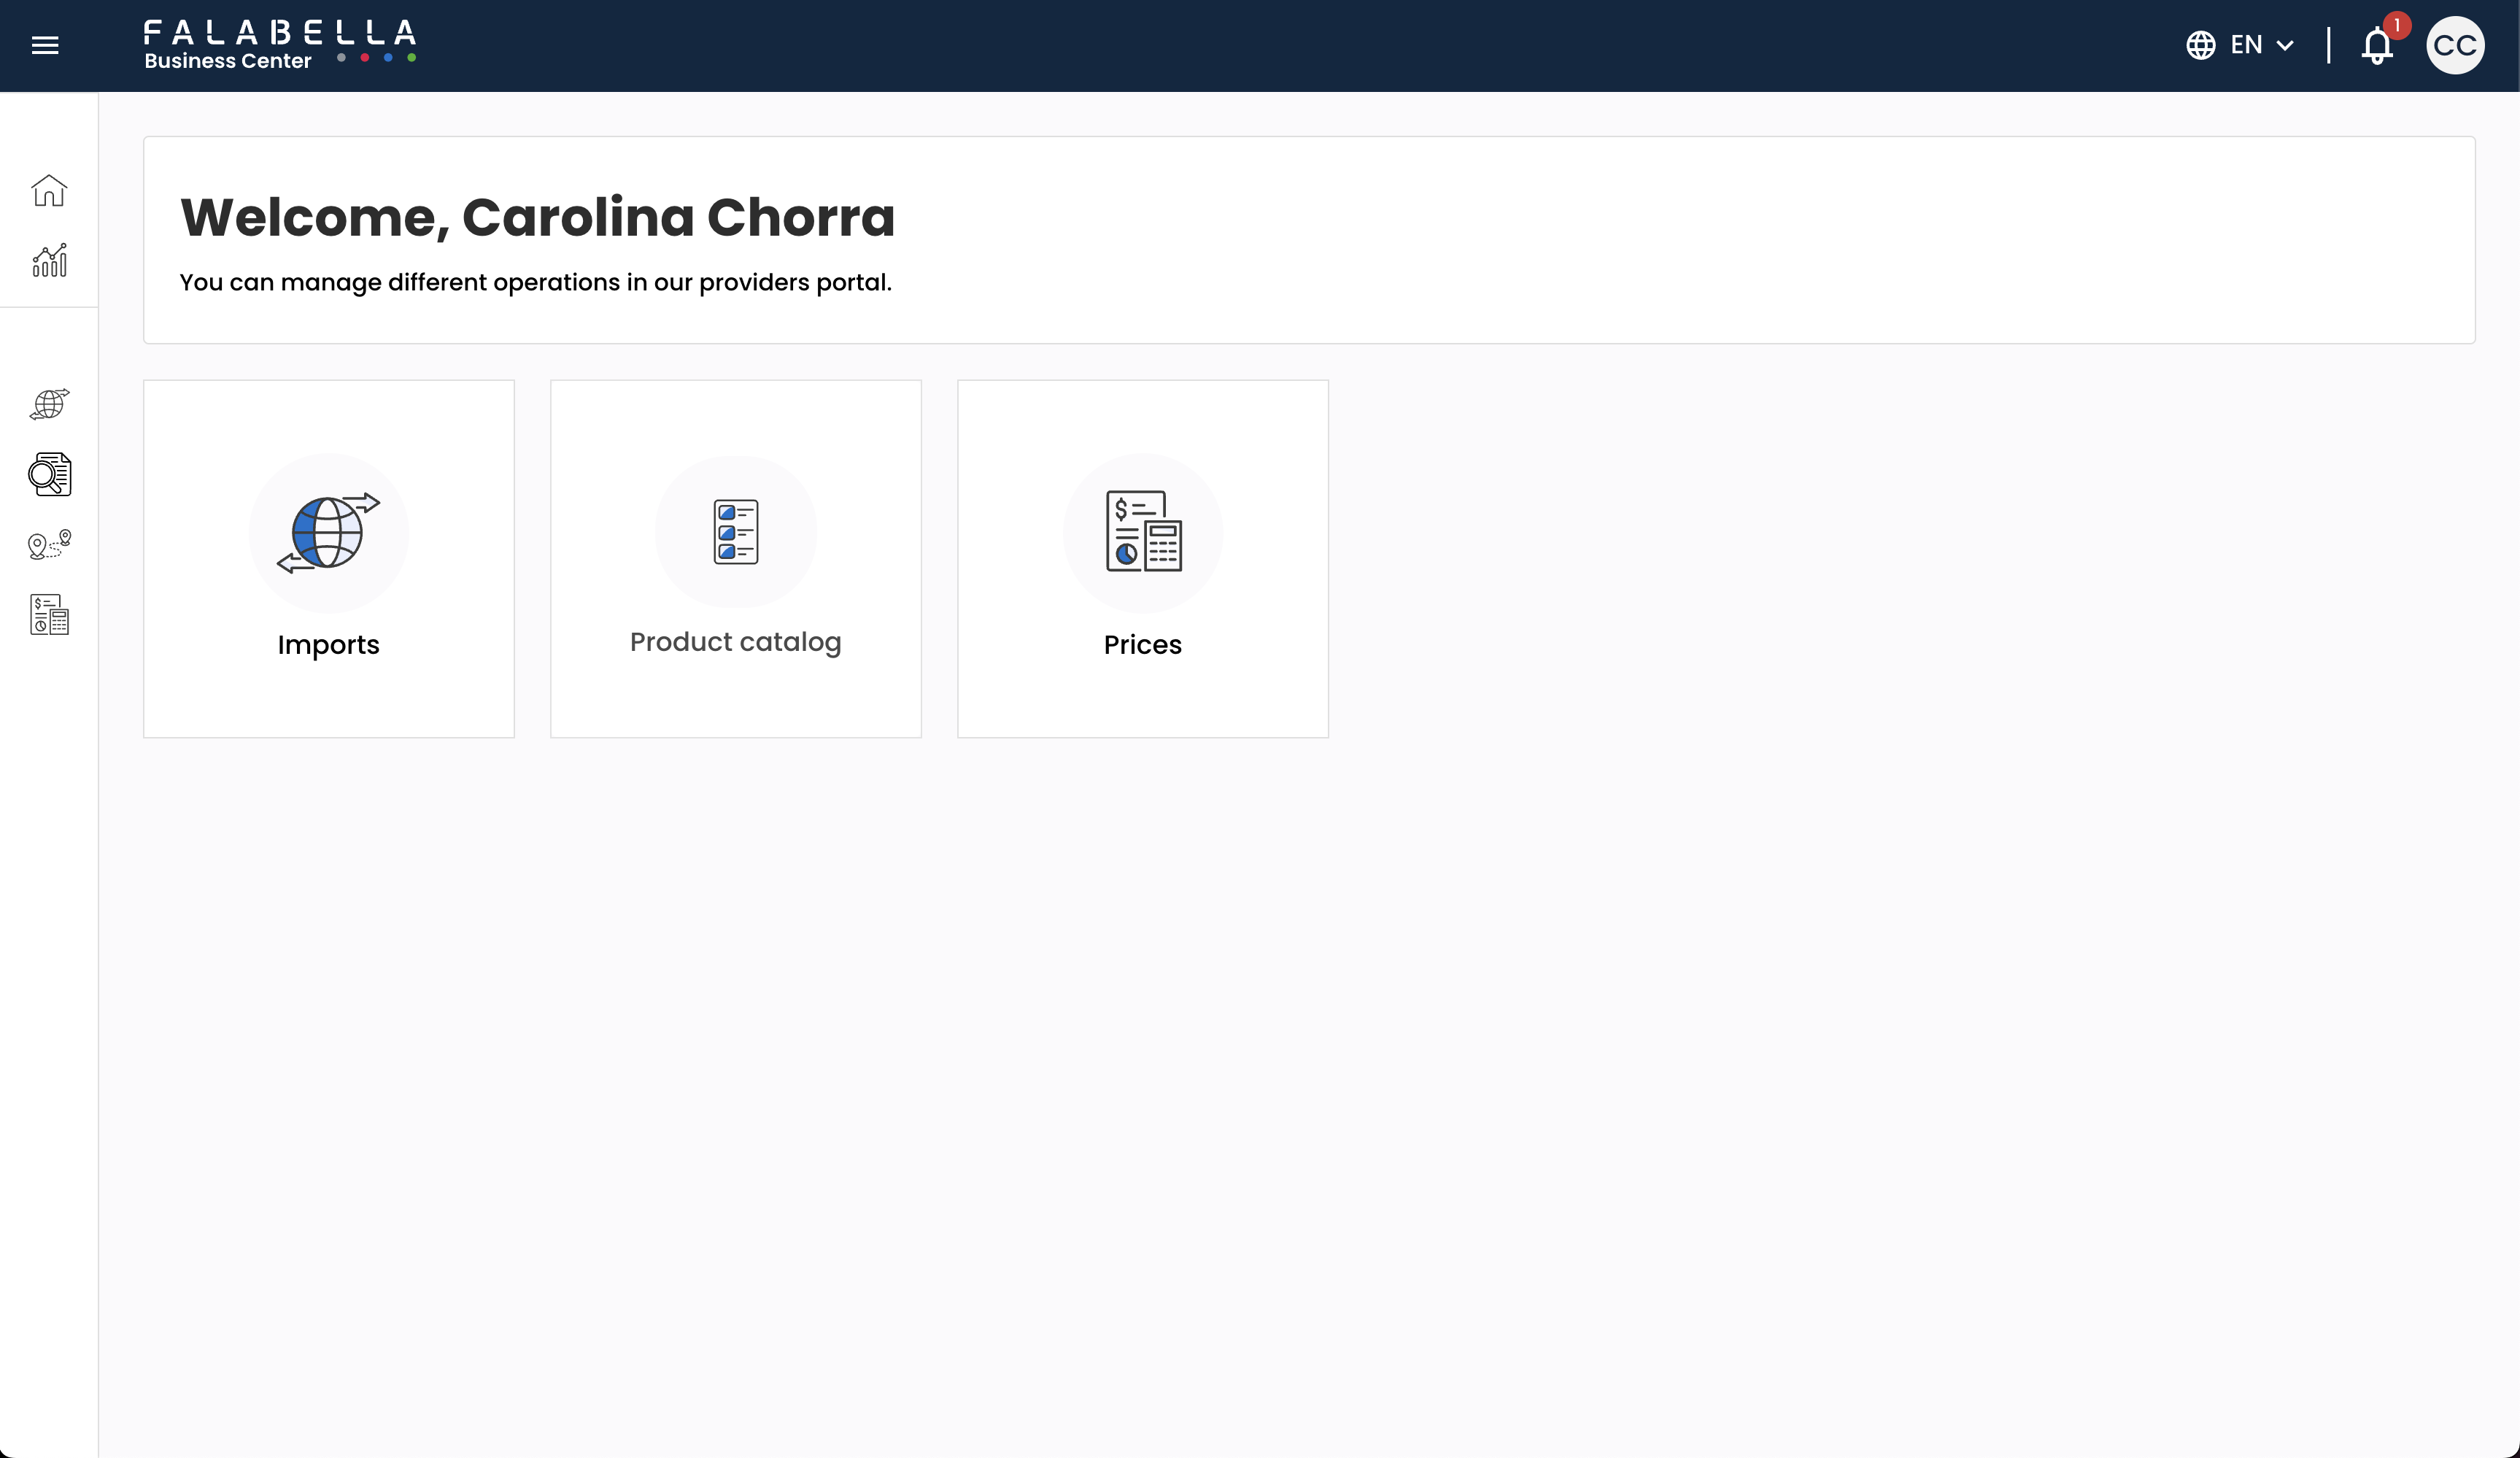 FALABELLA
Business Center
EN
1
CC
Welcome, Carolina Chorra
You can manage different operations in our providers portal.
Imports
Product catalog
Prices